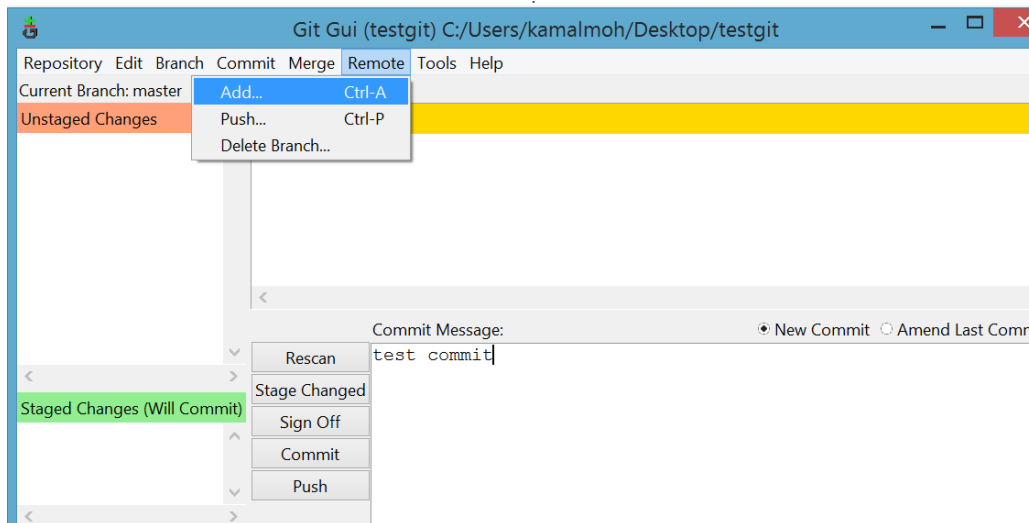 Git Gui (testgit) C:/Users/kamalmoh/Desktop/testgit
Repository Edit Branch Commit Merge Remote Tools Help
Current Branch: master
Add... Ctrl-A
Unstaged Changes
Push... Ctrl-P
Delete Branch...
Commit Message:
New Commit Amend Last Comm
test commit
Rescan
Stage Changed
Staged Changes (Will Commit)
Sign Off
Commit
Push